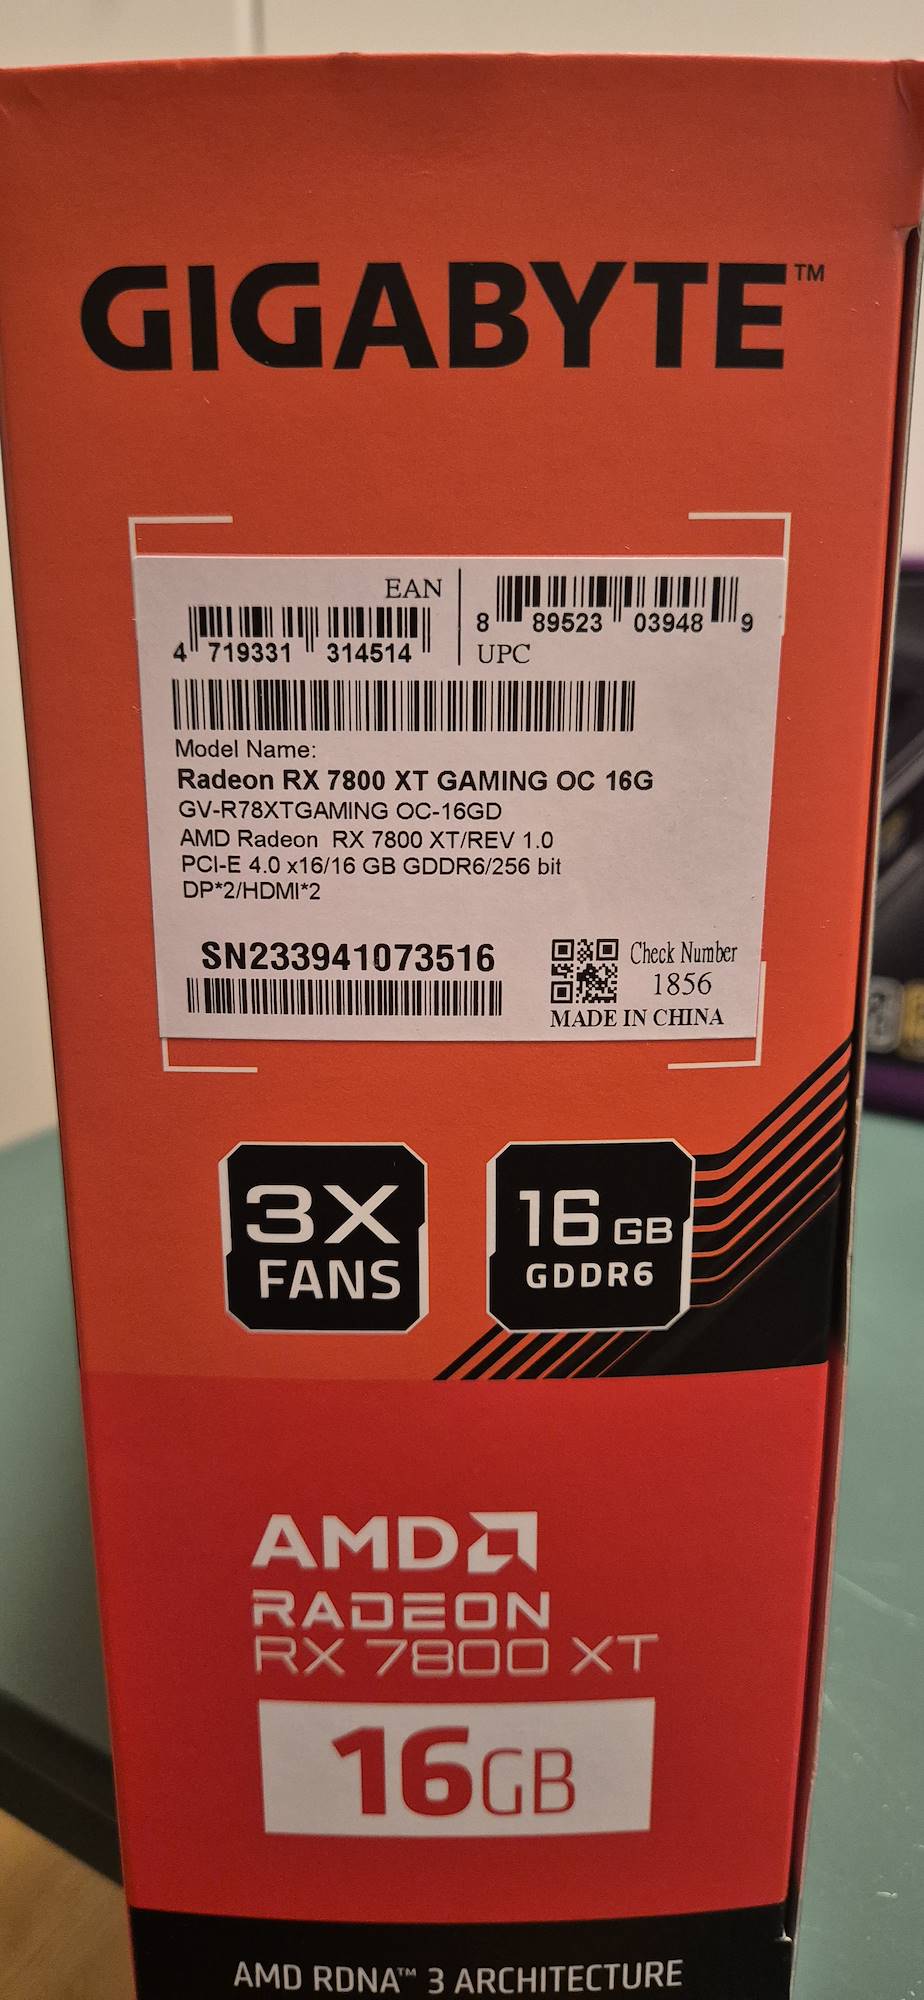 GIGABYTE™
EAN
4 719331 314514
8 89523 03948 9
UPC
Model Name:
Radeon RX 7800 XT GAMING OC 16G
GV-R78XTGAMING OC-16GD
AMD Radeon RX 7800 XT/REV 1.0
PCI-E 4.0 x16/16 GB GDDR6/256 bit
DP*2/HDMI*2
SN233941073516
Check Number
1856
MADE IN CHINA
3X
FANS
16 GB
GDDR6
AMD
RADEON
RX 7800 XT
16GB
AMD RDNA™ 3 ARCHITECTURE